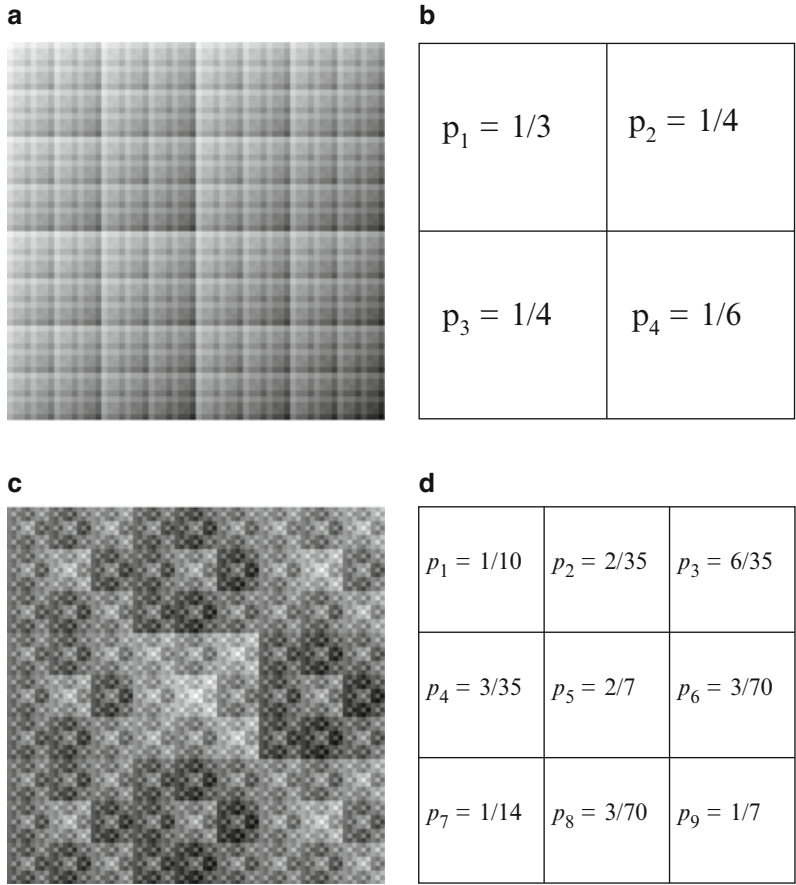 a
b
p₁ = 1/3
p₂ = 1/4
p₃ = 1/4
p₄ = 1/6
c
d
p₁ = 1/10
p₂ = 2/35
p₃ = 6/35
p₄ = 3/35
p₅ = 2/7
p₆ = 3/70
p₇ = 1/14
p₈ = 3/70
p₉ = 1/7